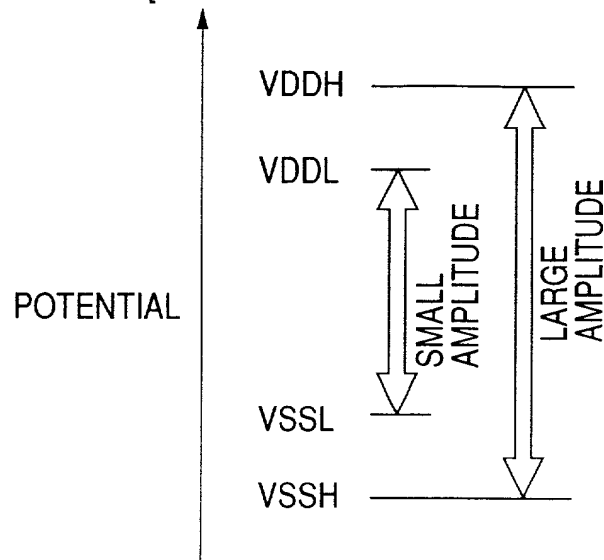 VDDH
VDDL
POTENTIAL
SMALL
AMPLITUDE
LARGE
AMPLITUDE
VSSL
VSSH